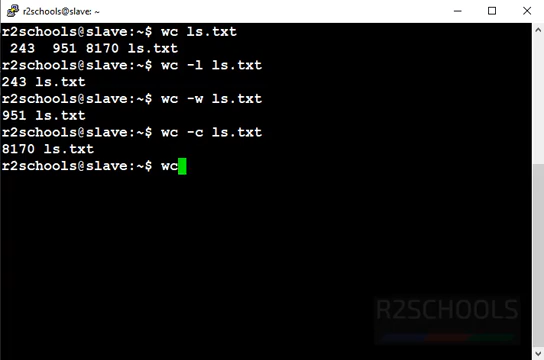 r2schools@slave: ~
r2schools@slave:~$ wc ls.txt
 243  951 8170 ls.txt
r2schools@slave:~$ wc -l ls.txt
243 ls.txt
r2schools@slave:~$ wc -w ls.txt
951 ls.txt
r2schools@slave:~$ wc -c ls.txt
8170 ls.txt
r2schools@slave:~$ wc
R2SCHOOLS